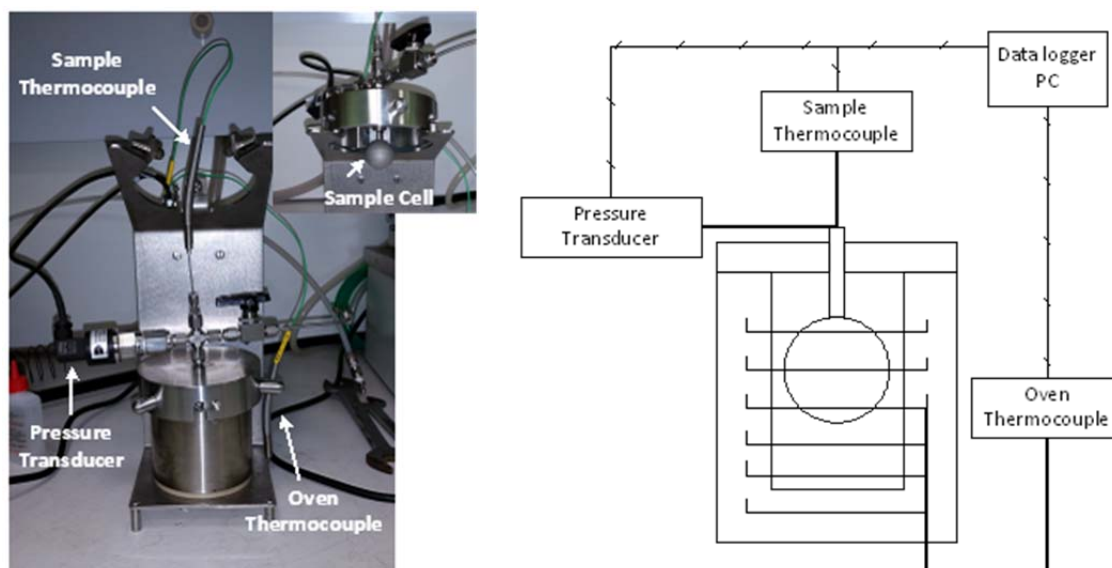 Sample
Thermocouple
Sample Cell
Pressure
Transducer
Oven
Thermocouple
Data logger
PC
Sample
Thermocouple
Pressure
Transducer
Oven
Thermocouple